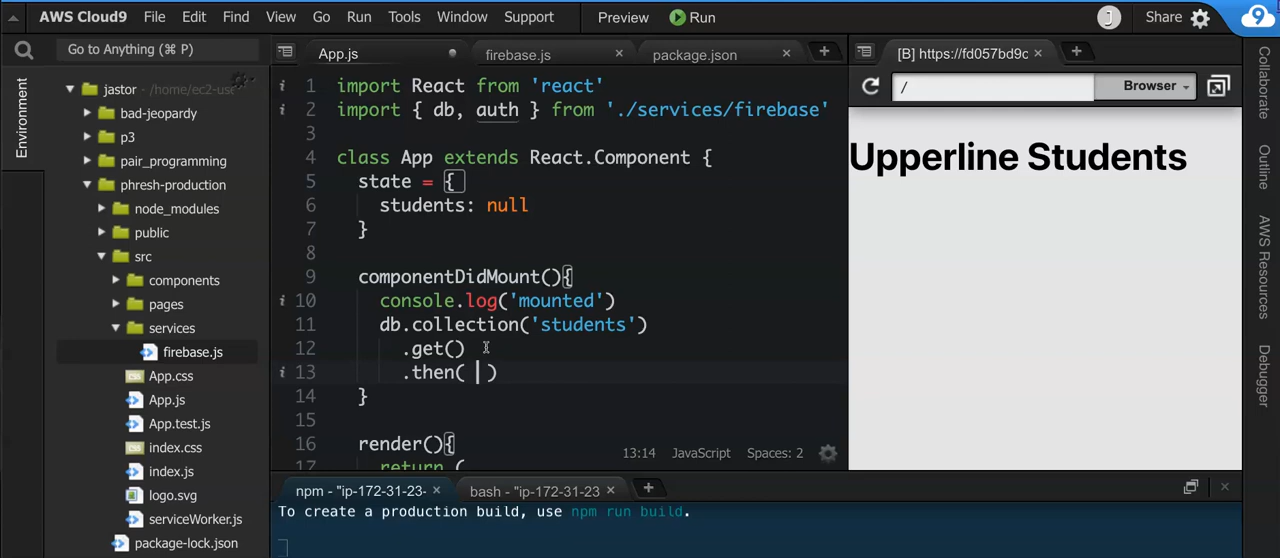 AWS Cloud9 File Edit Find View Go Run Tools Window Support Preview Run J Share 9
Go to Anything (⌘ P)
Environment
jastor - /home/ec2-use
bad-jeopardy
p3
pair_programming
phresh-production
node_modules
public
src
components
pages
services
firebase.js
App.css
App.js
App.test.js
index.css
index.js
logo.svg
serviceWorker.js
package-lock.json
App.js firebase.js package.json
1 import React from 'react'
2 import { db, auth } from './services/firebase'
3
4 class App extends React.Component {
5 state = {
6 students: null
7 }
8
9 componentDidMount(){
10 console.log('mounted')
11 db.collection('students')
12 .get()
13 .then( )
14 }
15
16 render(){
17 return (
13:14 JavaScript Spaces: 2
[B] https://fd057bd9c
/ Browser
Upperline Students
Collaborate
Outline
AWS Resources
Debugger
npm - "ip-172-31-23- bash - "ip-172-31-23
To create a production build, use npm run build.